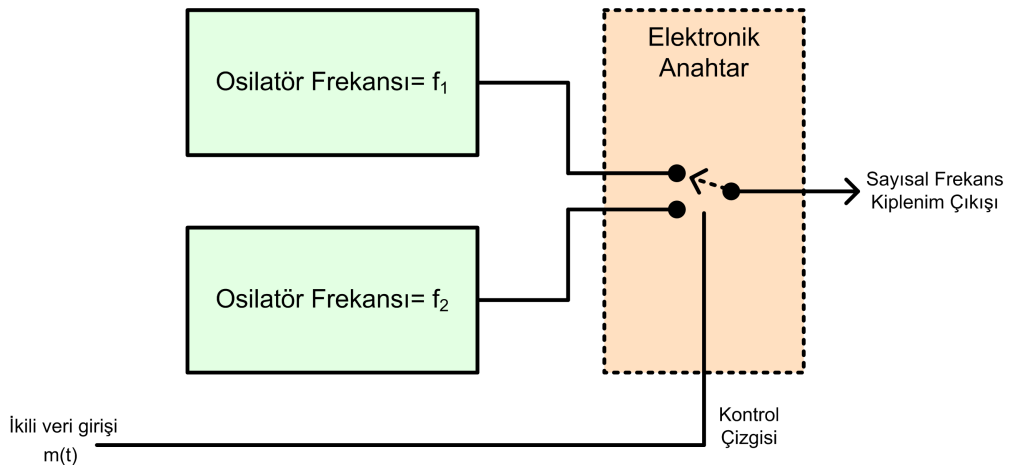 Osilatör Frekansı= f₁
Elektronik
Anahtar
Sayısal Frekans
Kiplenim Çıkışı
Osilatör Frekansı= f₂
Kontrol
Çizgisi
İkili veri girişi
m(t)